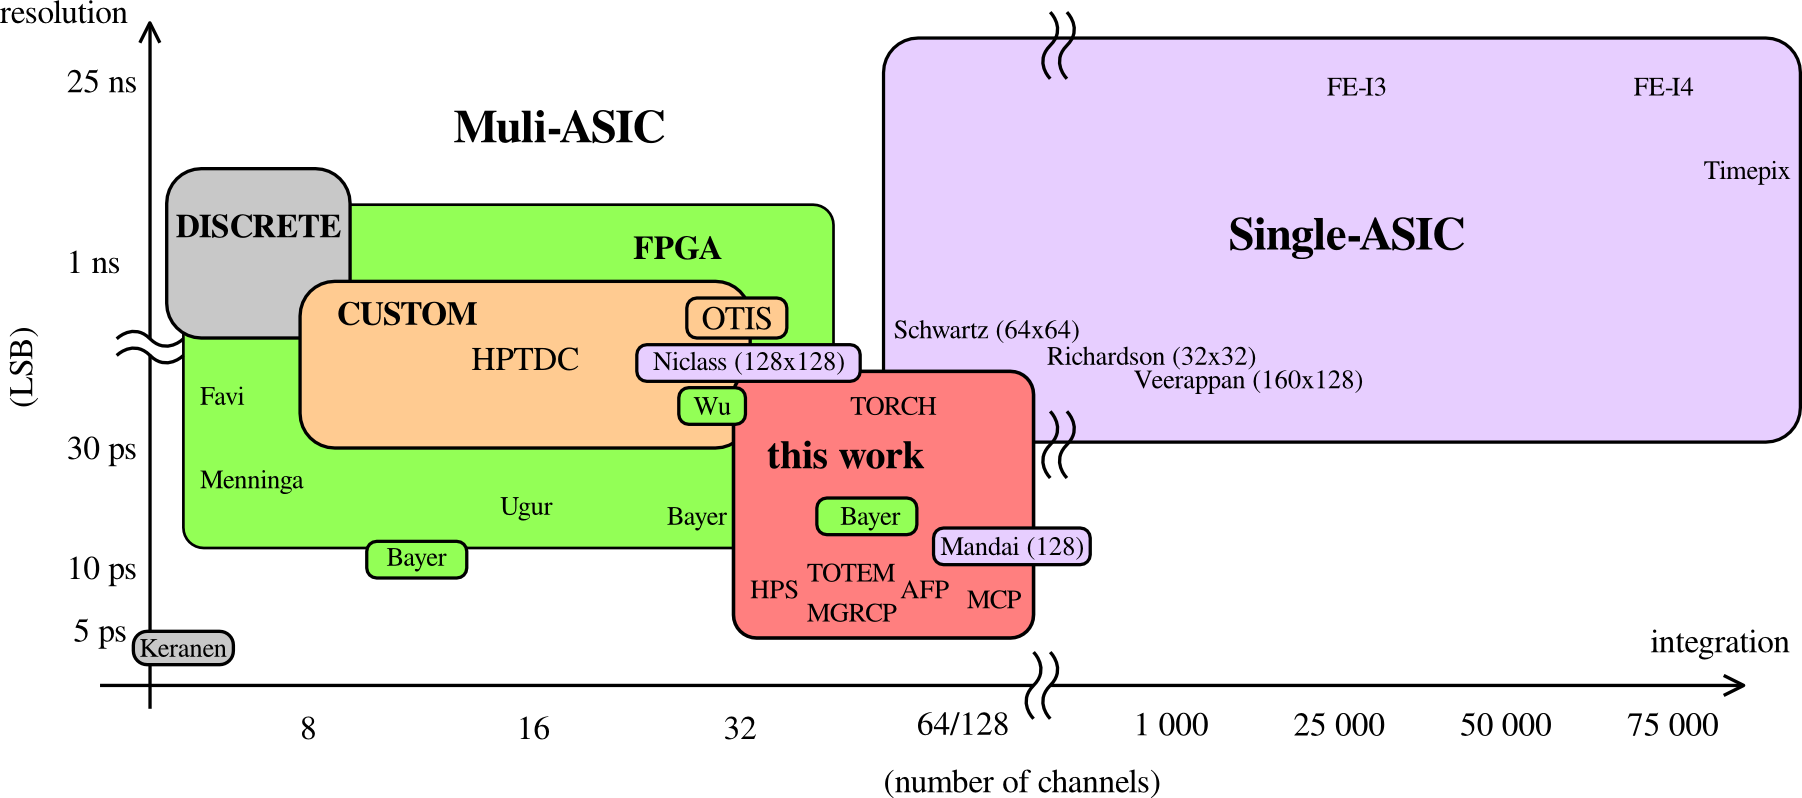 resolution
25 ns
FE-I3
FE-I4
Muli-ASIC
Timepix
DISCRETE
Single-ASIC
FPGA
1 ns
CUSTOM
OTIS
Schwartz (64x64)
HPTDC
Niclass (128x128)
Richardson (32x32)
(LSB)
Veerappan (160x128)
Favi
Wu
TORCH
30 ps
this work
Menninga
Ugur
Bayer
Bayer
Mandai (128)
Bayer
10 ps
TOTEM
HPS
AFP
MCP
MGRCP
5 ps
Keranen
integration
8
16
32
64/128
1 000
25 000
50 000
75 000
(number of channels)